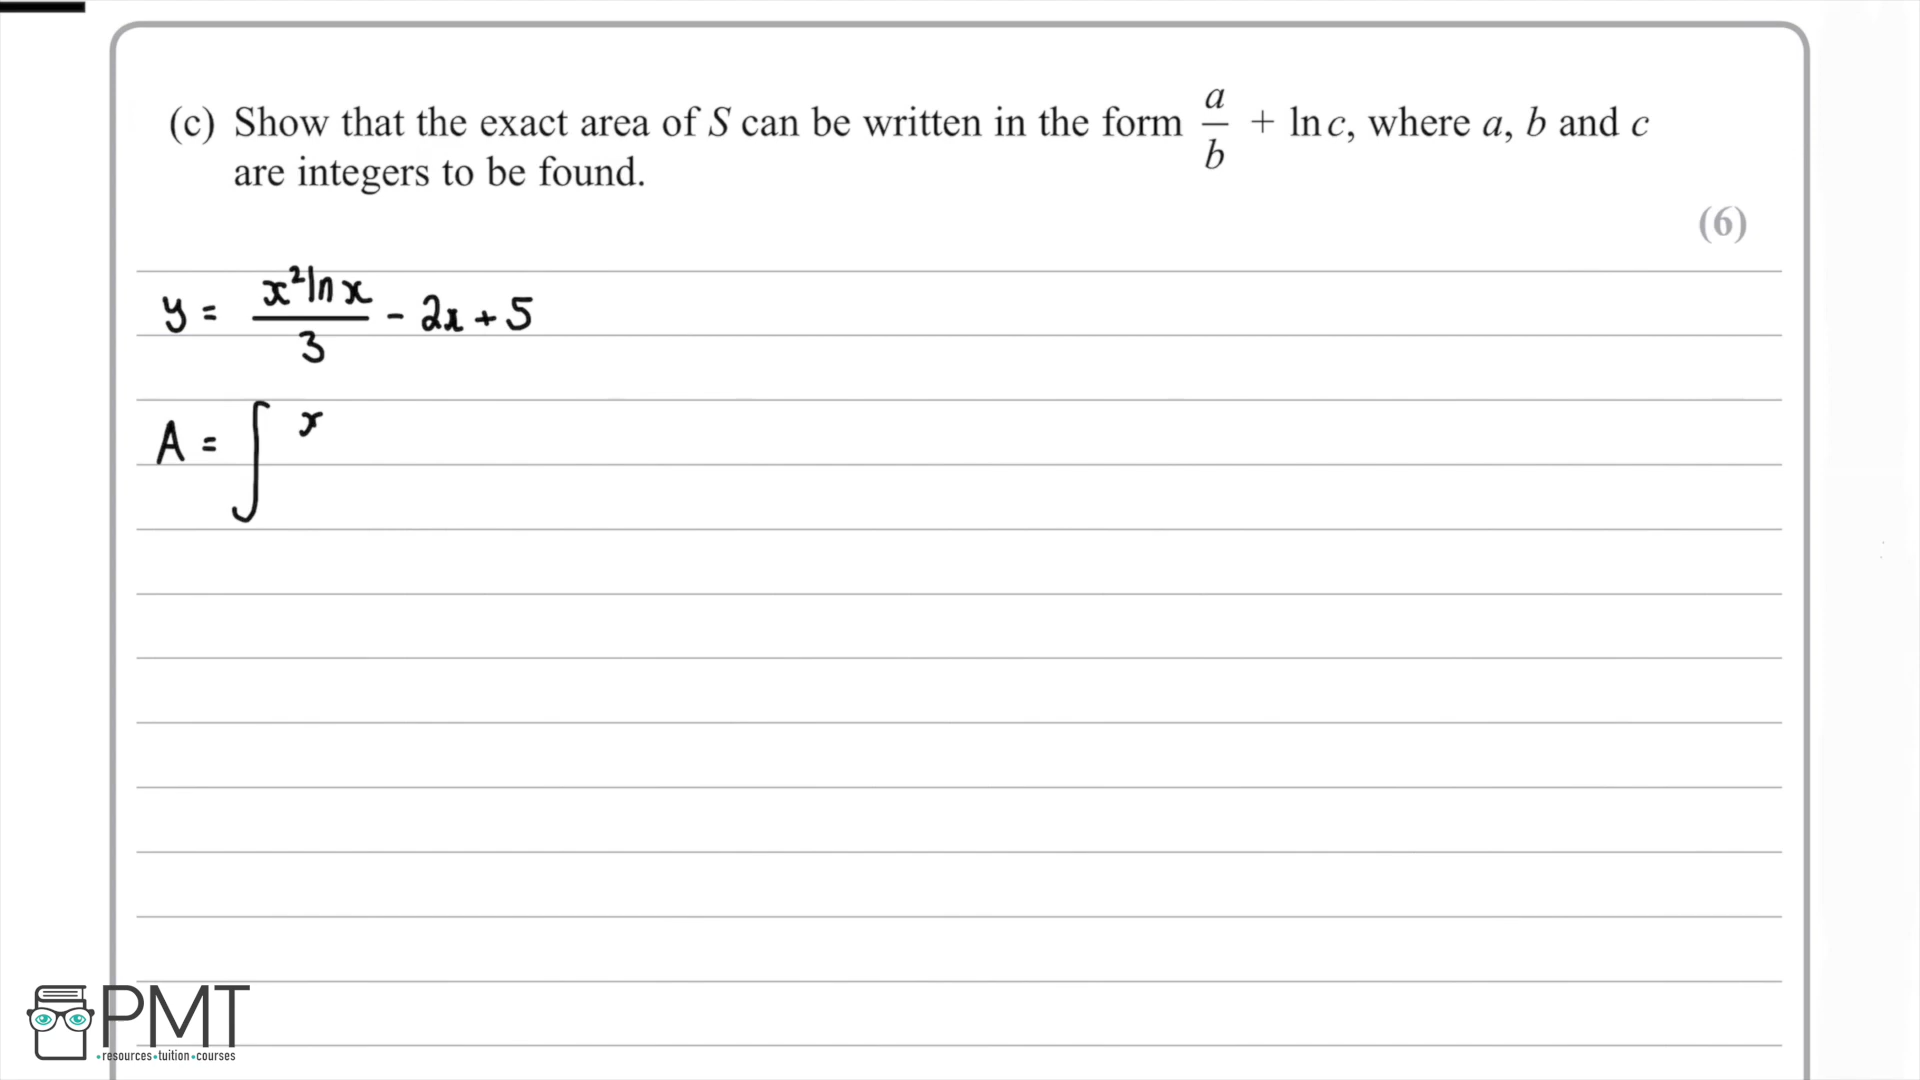 (c) Show that the exact area of S can be written in the form a/b + ln c, where a, b and c
are integers to be found.
(6)
y = x²lnx/3 - 2x + 5
A = ∫ x
PMT
•resources•tuition•courses